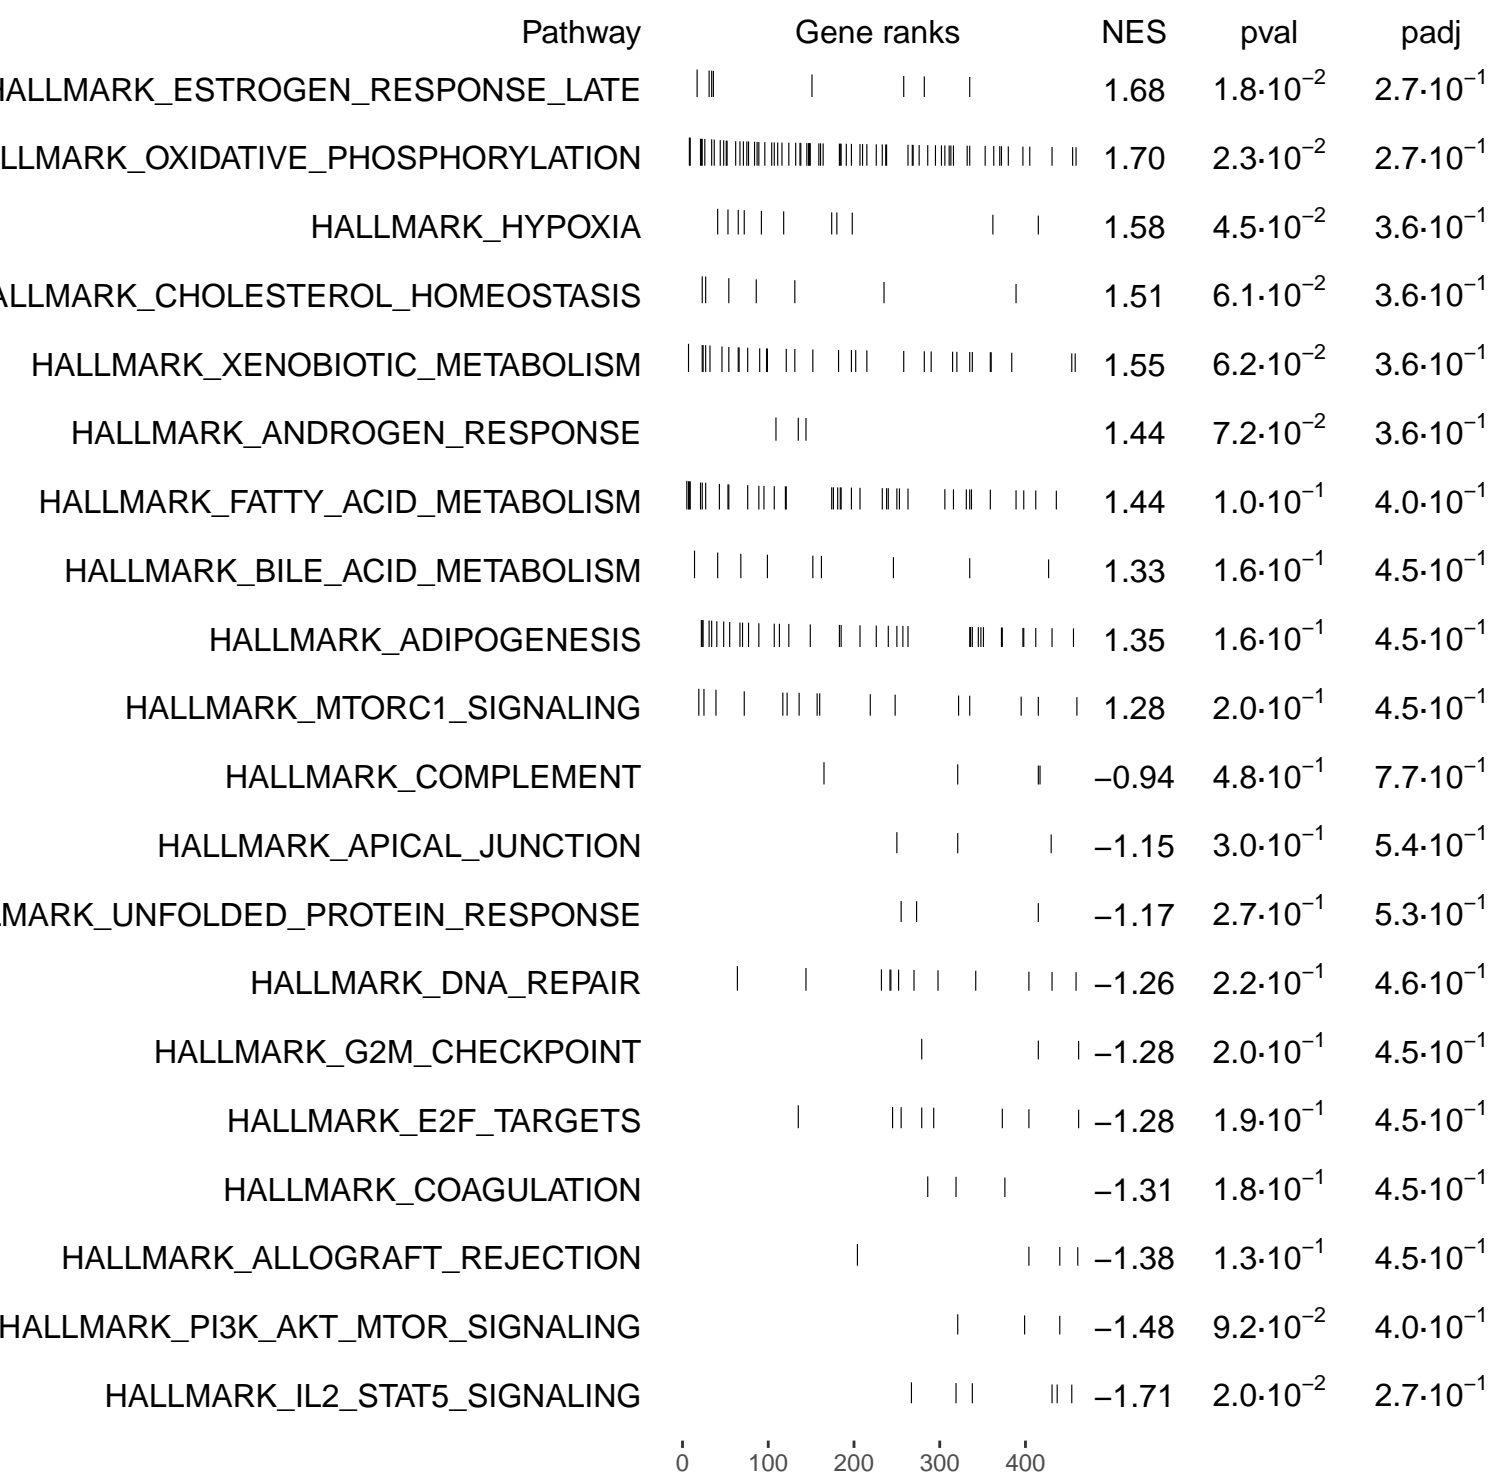 Pathway Gene ranks NES pval padj
HALLMARK_ESTROGEN_RESPONSE_LATE 1.68 1.8·10⁻² 2.7·10⁻¹
LLMARK_OXIDATIVE_PHOSPHORYLATION 1.70 2.3·10⁻² 2.7·10⁻¹
HALLMARK_HYPOXIA 1.58 4.5·10⁻² 3.6·10⁻¹
ALLMARK_CHOLESTEROL_HOMEOSTASIS 1.51 6.1·10⁻² 3.6·10⁻¹
HALLMARK_XENOBIOTIC_METABOLISM 1.55 6.2·10⁻² 3.6·10⁻¹
HALLMARK_ANDROGEN_RESPONSE 1.44 7.2·10⁻² 3.6·10⁻¹
HALLMARK_FATTY_ACID_METABOLISM 1.44 1.0·10⁻¹ 4.0·10⁻¹
HALLMARK_BILE_ACID_METABOLISM 1.33 1.6·10⁻¹ 4.5·10⁻¹
HALLMARK_ADIPOGENESIS 1.35 1.6·10⁻¹ 4.5·10⁻¹
HALLMARK_MTORC1_SIGNALING 1.28 2.0·10⁻¹ 4.5·10⁻¹
HALLMARK_COMPLEMENT −0.94 4.8·10⁻¹ 7.7·10⁻¹
HALLMARK_APICAL_JUNCTION −1.15 3.0·10⁻¹ 5.4·10⁻¹
MARK_UNFOLDED_PROTEIN_RESPONSE −1.17 2.7·10⁻¹ 5.3·10⁻¹
HALLMARK_DNA_REPAIR −1.26 2.2·10⁻¹ 4.6·10⁻¹
HALLMARK_G2M_CHECKPOINT −1.28 2.0·10⁻¹ 4.5·10⁻¹
HALLMARK_E2F_TARGETS −1.28 1.9·10⁻¹ 4.5·10⁻¹
HALLMARK_COAGULATION −1.31 1.8·10⁻¹ 4.5·10⁻¹
HALLMARK_ALLOGRAFT_REJECTION −1.38 1.3·10⁻¹ 4.5·10⁻¹
HALLMARK_PI3K_AKT_MTOR_SIGNALING −1.48 9.2·10⁻² 4.0·10⁻¹
HALLMARK_IL2_STAT5_SIGNALING −1.71 2.0·10⁻² 2.7·10⁻¹
0 100 200 300 400